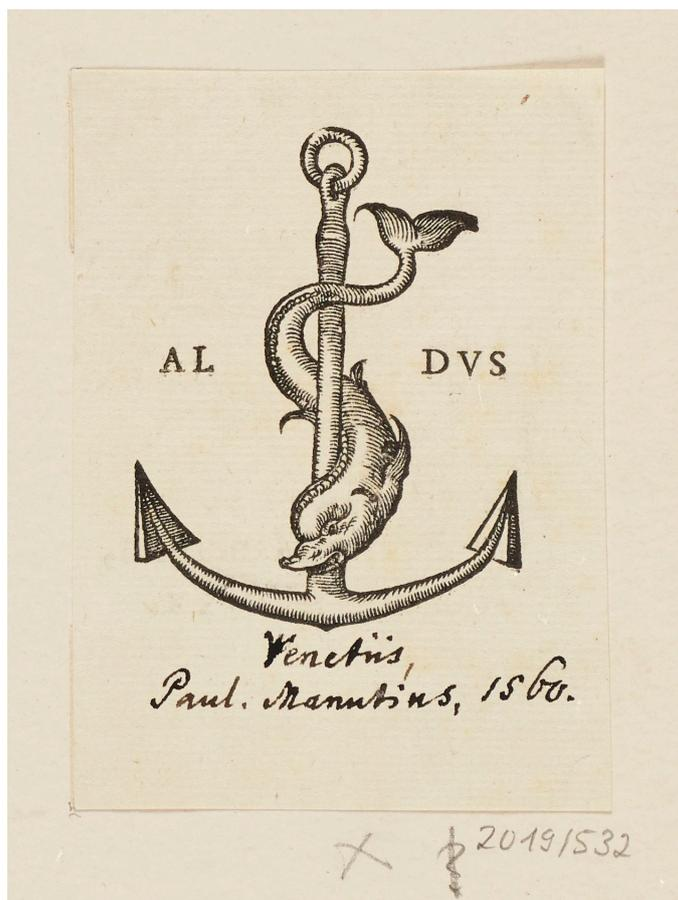 AL DVS
Venetiis,
Paul. Manutius, 1560.
2019/532